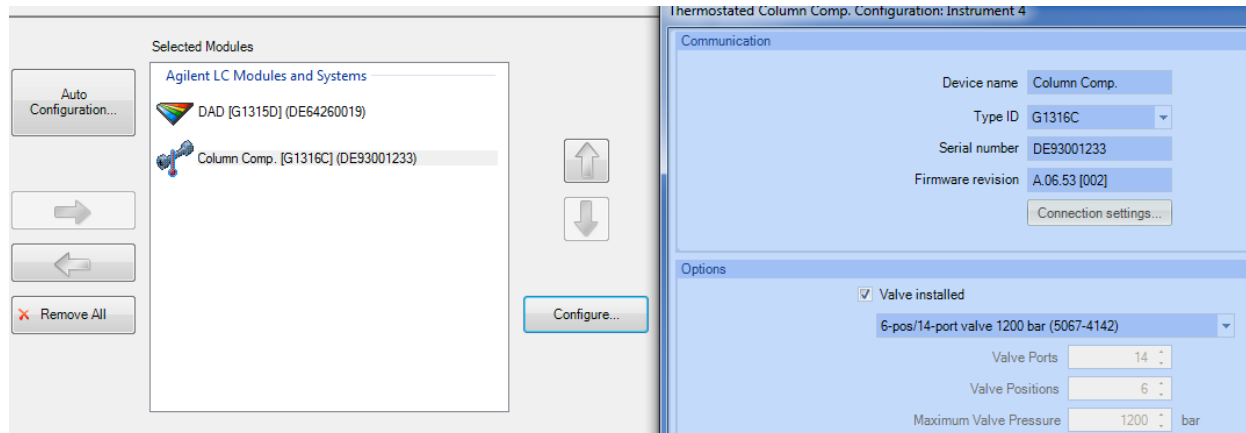 Selected Modules
Auto
Configuration...
Agilent LC Modules and Systems
DAD [G1315D] (DE64260019)
Column Comp. [G1316C] (DE93001233)
Remove All
Configure...
Thermostated Column Comp. Configuration: Instrument 4
Communication
Device name Column Comp.
Type ID G1316C
Serial number DE93001233
Firmware revision A.06.53 [002]
Connection settings...
Options
Valve installed
6-pos/14-port valve 1200 bar (5067-4142)
Valve Ports 14
Valve Positions 6
Maximum Valve Pressure 1200 bar